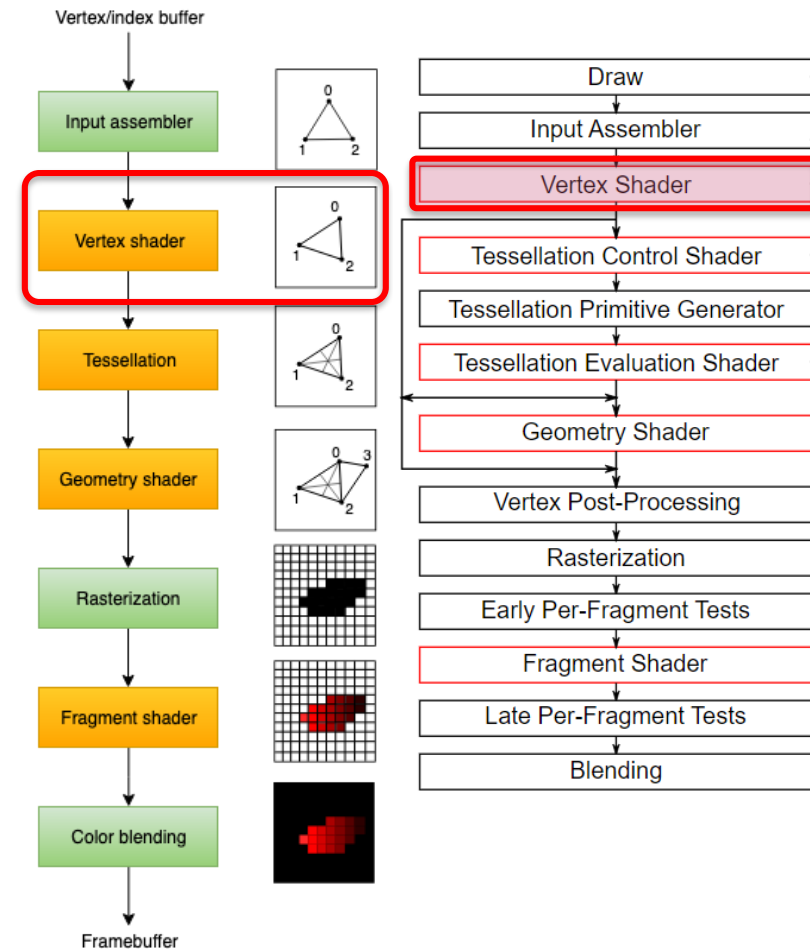 Vertex/index buffer
Input assembler
0
1
2
Vertex shader
0
1
2
Tessellation
0
1
2
Geometry shader
0
3
1
2
Rasterization
Fragment shader
Color blending
Framebuffer
Draw
Input Assembler
Vertex Shader
Tessellation Control Shader
Tessellation Primitive Generator
Tessellation Evaluation Shader
Geometry Shader
Vertex Post-Processing
Rasterization
Early Per-Fragment Tests
Fragment Shader
Late Per-Fragment Tests
Blending